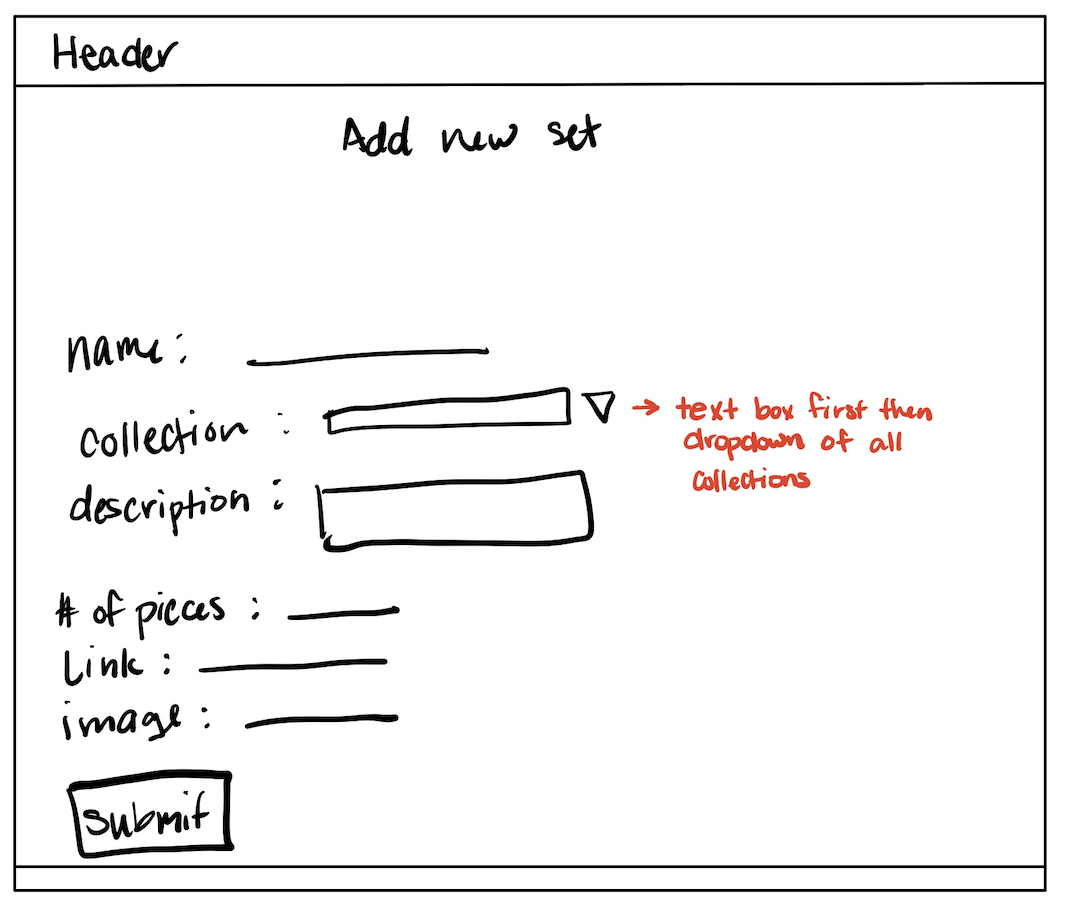 Header
Add new set
name:
collection :
→ text box first then
dropdown of all
collections
description :
# of pieces :
Link :
image :
submit